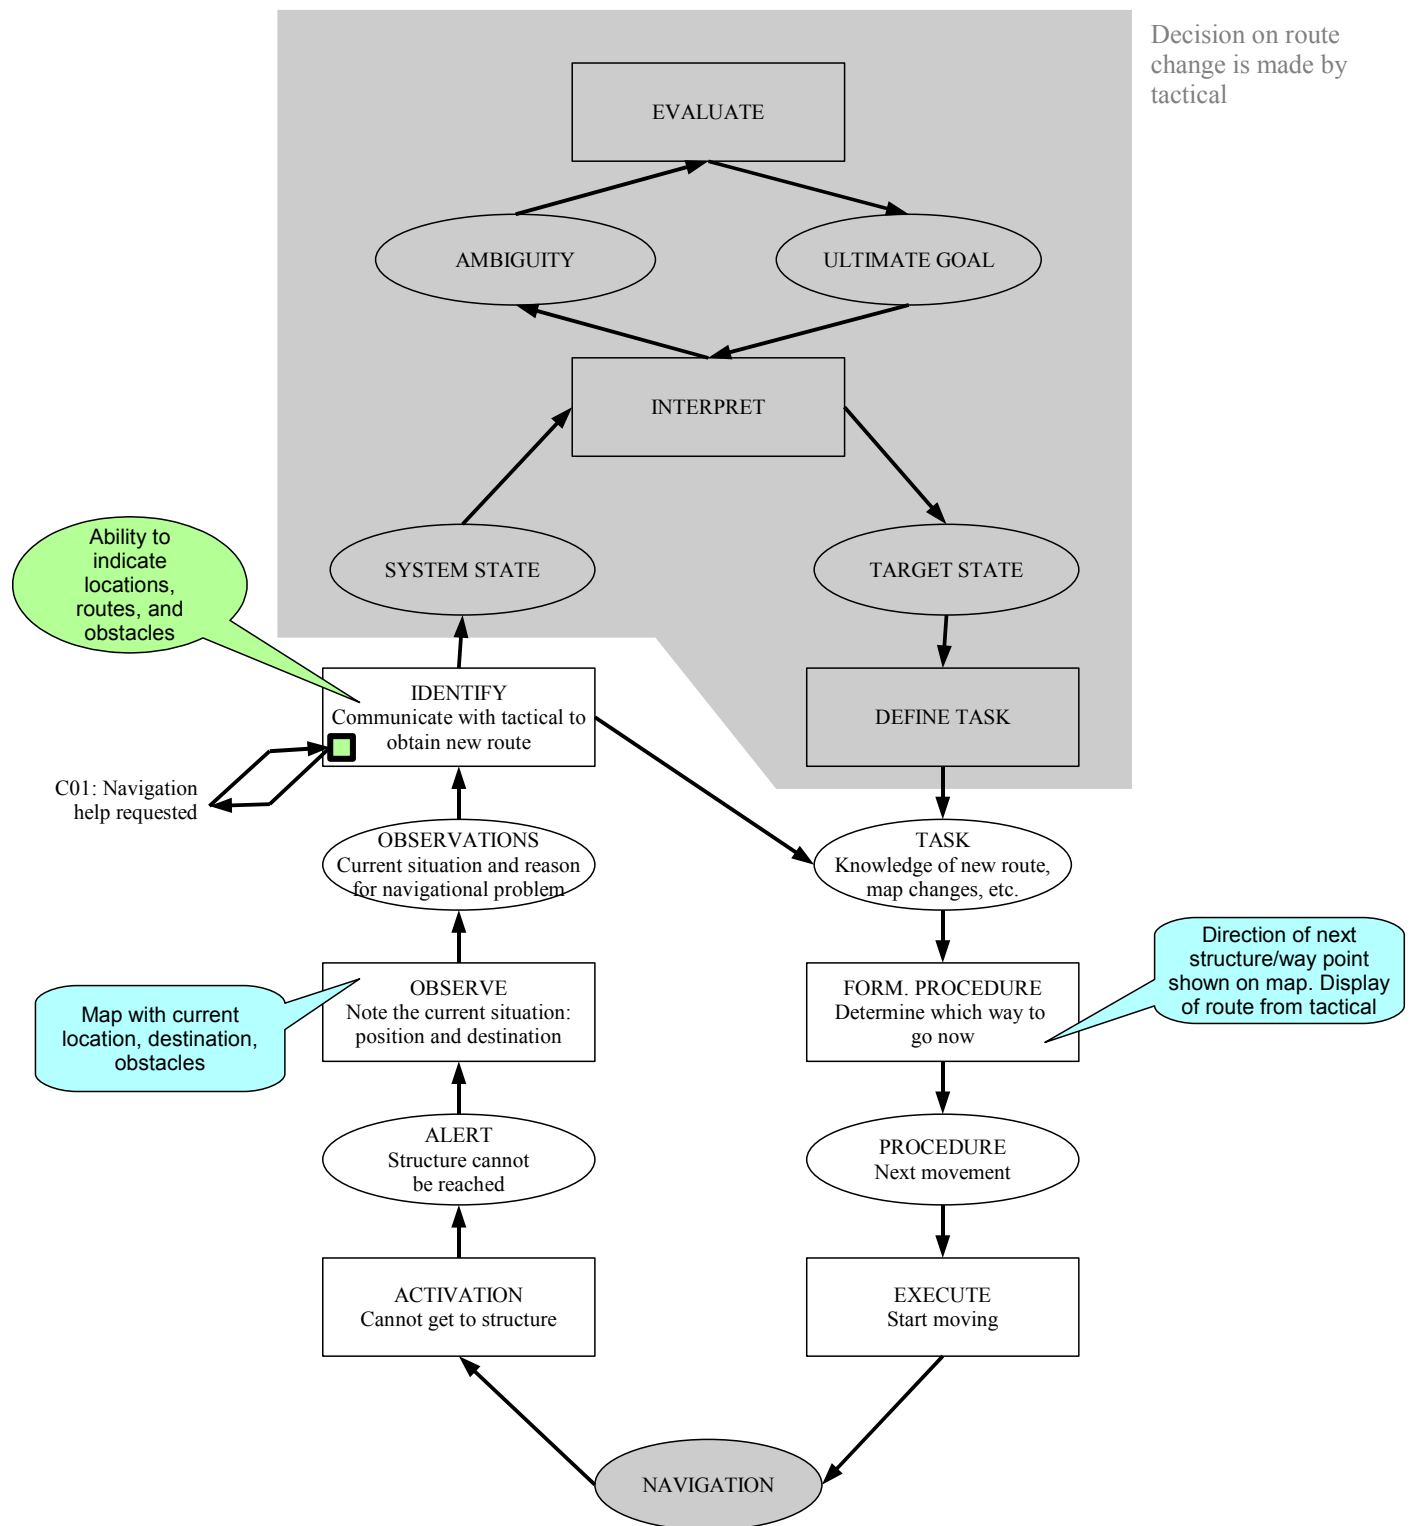 Decision on route
change is made by
tactical
EVALUATE
AMBIGUITY
ULTIMATE GOAL
INTERPRET
Ability to
indicate
locations,
routes, and
obstacles
SYSTEM STATE
TARGET STATE
IDENTIFY
Communicate with tactical to
obtain new route
DEFINE TASK
C01: Navigation
help requested
OBSERVATIONS
Current situation and reason
for navigational problem
TASK
Knowledge of new route,
map changes, etc.
Direction of next
structure/way point
shown on map. Display
of route from tactical
Map with current
location, destination,
obstacles
OBSERVE
Note the current situation:
position and destination
FORM. PROCEDURE
Determine which way to
go now
ALERT
Structure cannot
be reached
PROCEDURE
Next movement
ACTIVATION
Cannot get to structure
EXECUTE
Start moving
NAVIGATION